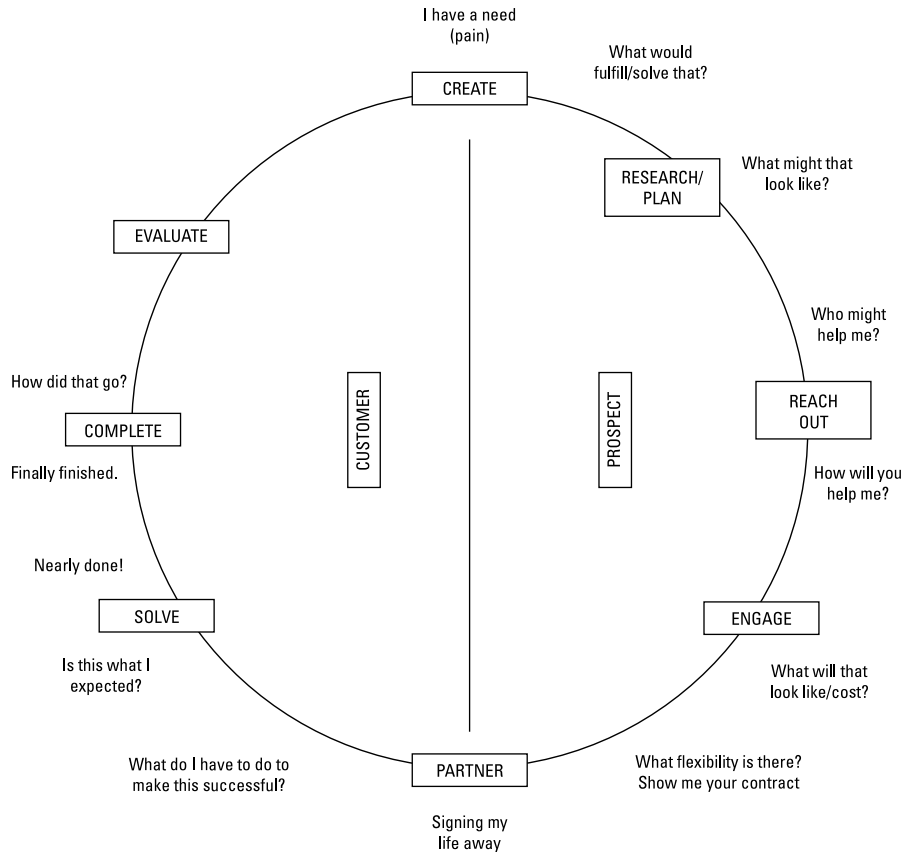 I have a need
(pain)
CREATE
What would
fulfill/solve that?
RESEARCH/
PLAN
What might that
look like?
Who might
help me?
REACH
OUT
How will you
help me?
ENGAGE
What will that
look like/cost?
What flexibility is there?
Show me your contract
PARTNER
Signing my
life away
What do I have to do to
make this successful?
Is this what I
expected?
SOLVE
Nearly done!
Finally finished.
COMPLETE
How did that go?
EVALUATE
CUSTOMER
PROSPECT